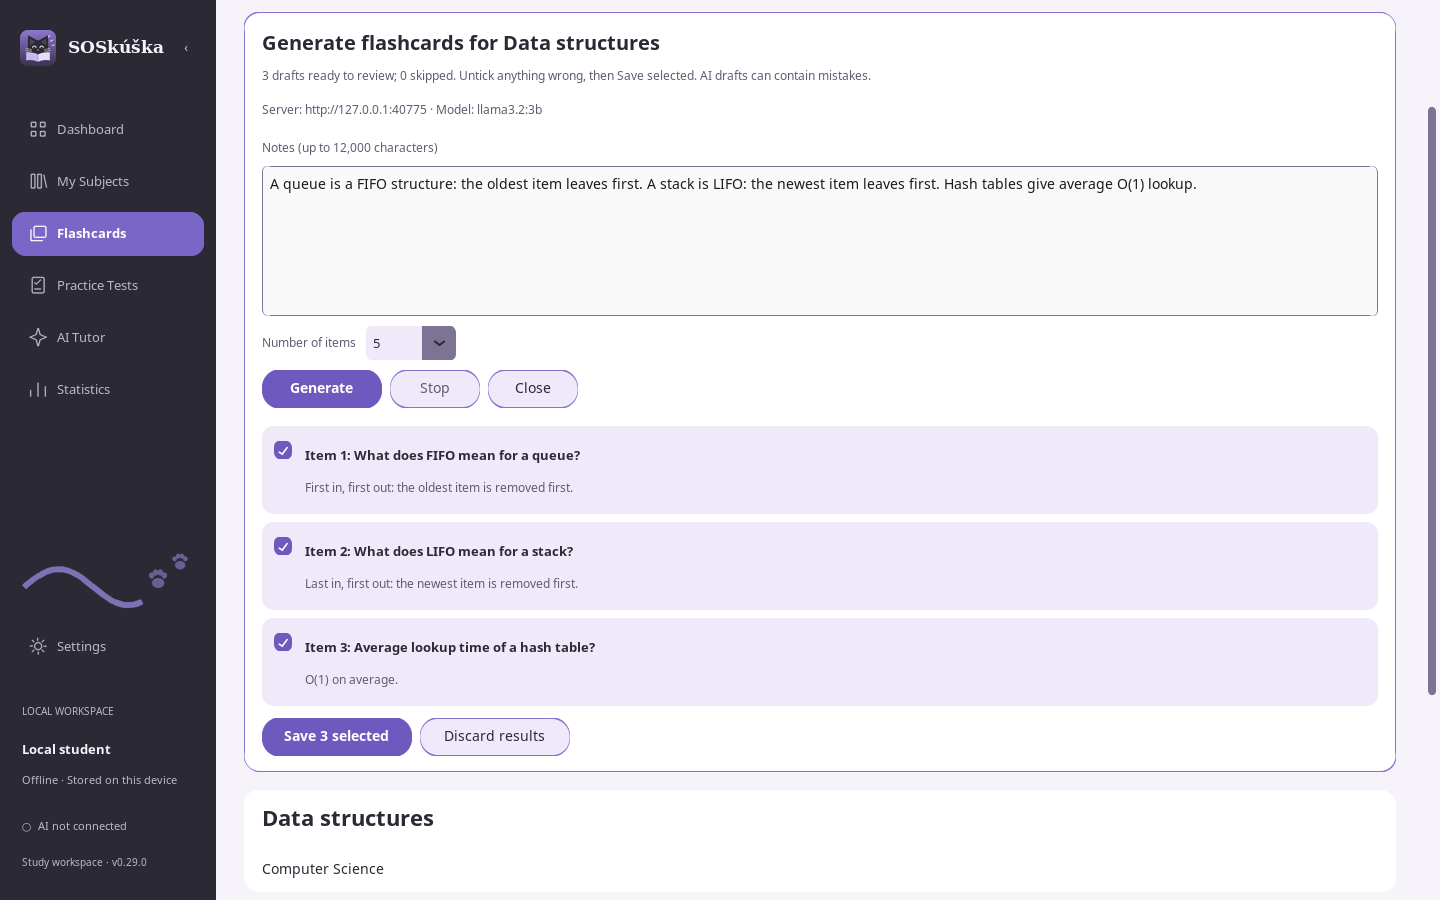 SOSkúška
Dashboard
My Subjects
Flashcards
Practice Tests
AI Tutor
Statistics
Settings
LOCAL WORKSPACE
Local student
Offline · Stored on this device
AI not connected
Study workspace · v0.29.0
Generate flashcards for Data structures
3 drafts ready to review; 0 skipped. Untick anything wrong, then Save selected. AI drafts can contain mistakes.
Server: http://127.0.0.1:40775 · Model: llama3.2:3b
Notes (up to 12,000 characters)
A queue is a FIFO structure: the oldest item leaves first. A stack is LIFO: the newest item leaves first. Hash tables give average O(1) lookup.
Number of items 5
Generate Stop Close
Item 1: What does FIFO mean for a queue?
First in, first out: the oldest item is removed first.
Item 2: What does LIFO mean for a stack?
Last in, first out: the newest item is removed first.
Item 3: Average lookup time of a hash table?
O(1) on average.
Save 3 selected Discard results
Data structures
Computer Science